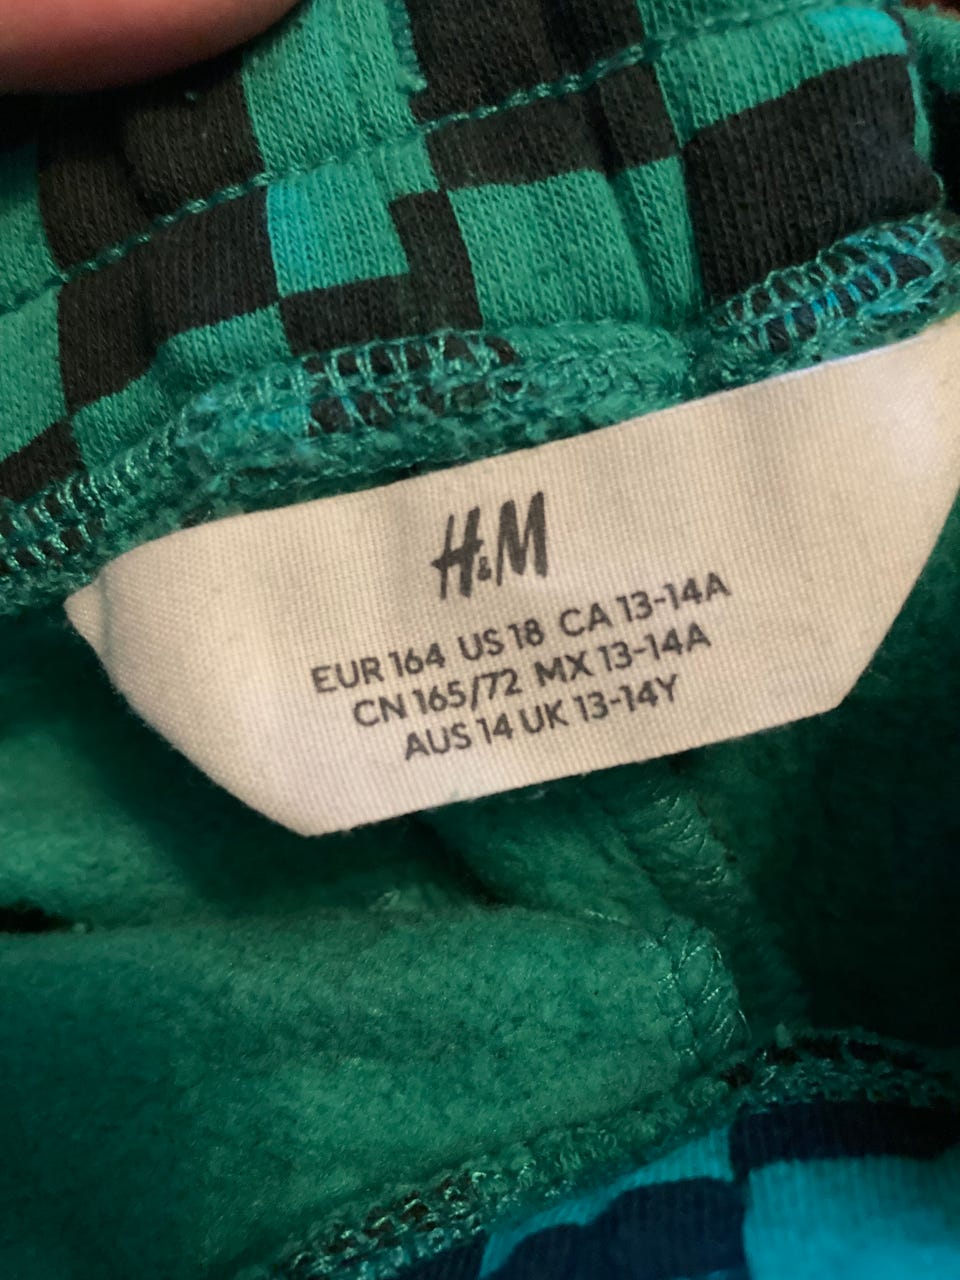 H&M
EUR 164 US 18 CA 13-14A
CN 165/72 MX 13-14A
AUS 14 UK 13-14Y